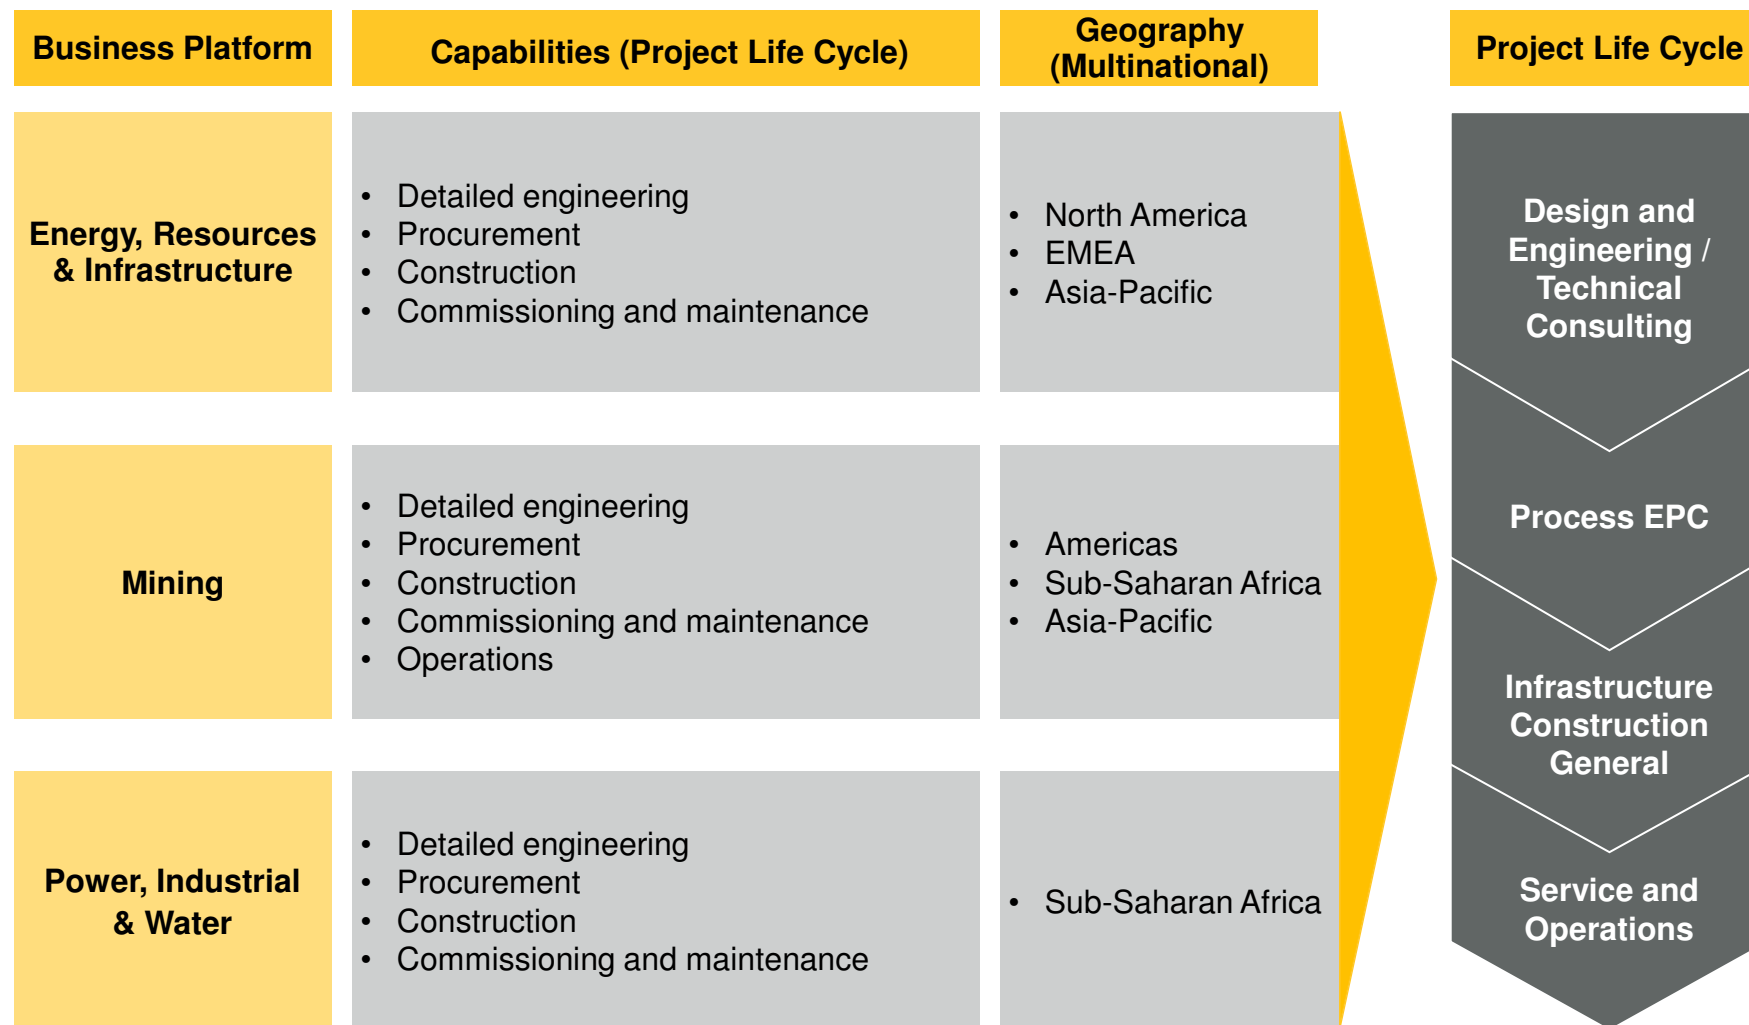 Business Platform
Capabilities (Project Life Cycle)
Geography
(Multinational)
Project Life Cycle
Energy, Resources
& Infrastructure
• Detailed engineering
• Procurement
• Construction
• Commissioning and maintenance
• North America
• EMEA
• Asia-Pacific
Mining
• Detailed engineering
• Procurement
• Construction
• Commissioning and maintenance
• Operations
• Americas
• Sub-Saharan Africa
• Asia-Pacific
Power, Industrial
& Water
• Detailed engineering
• Procurement
• Construction
• Commissioning and maintenance
• Sub-Saharan Africa
Design and
Engineering /
Technical
Consulting
Process EPC
Infrastructure
Construction
General
Service and
Operations